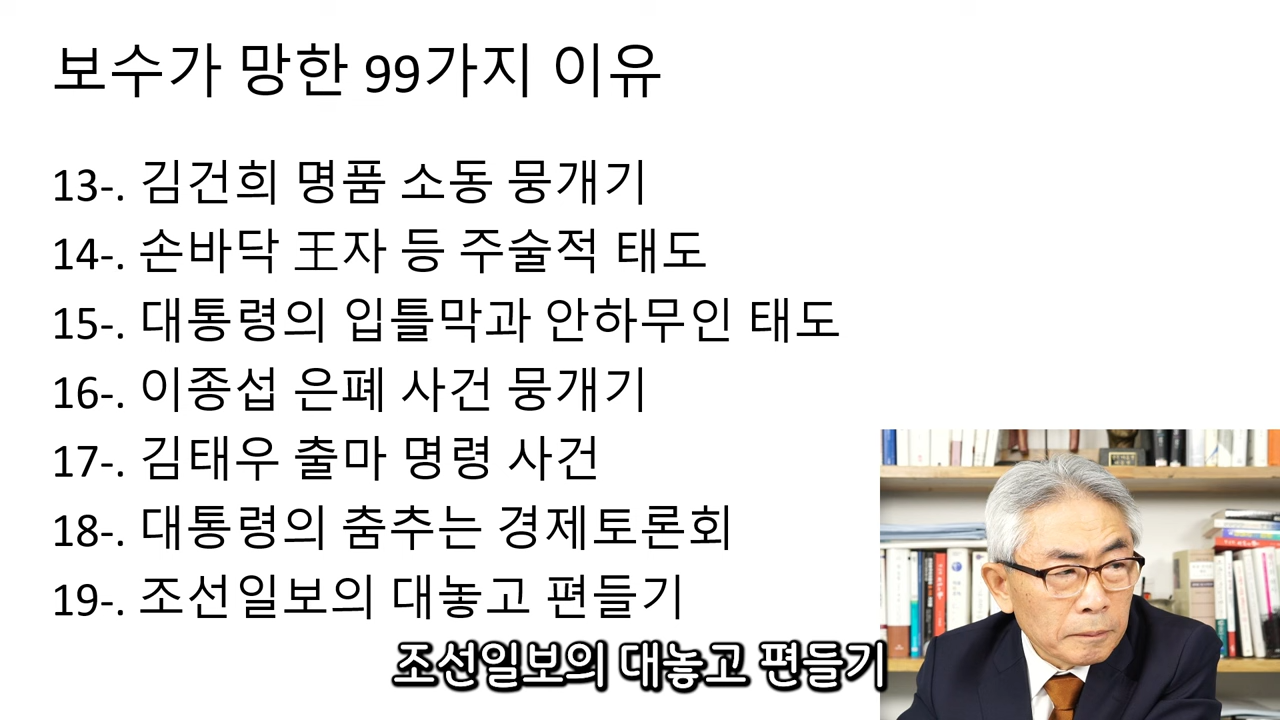 보수가 망한 99가지 이유
13-. 김건희 명품 소동 뭉개기
14-. 손바닥 王자 등 주술적 태도
15-. 대통령의 입틀막과 안하무인 태도
16-. 이종섭 은폐 사건 뭉개기
17-. 김태우 출마 명령 사건
18-. 대통령의 춤추는 경제토론회
19-. 조선일보의 대놓고 편들기
조선일보의 대놓고 편들기